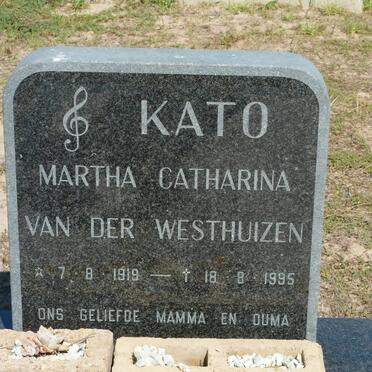 KATO
MARTHA CATHARINA
VAN DER WESTHUIZEN
☆ 7 - 8 - 1919 — † 18 - 8 - 1995
ONS GELIEFDE MAMMA EN OUMA